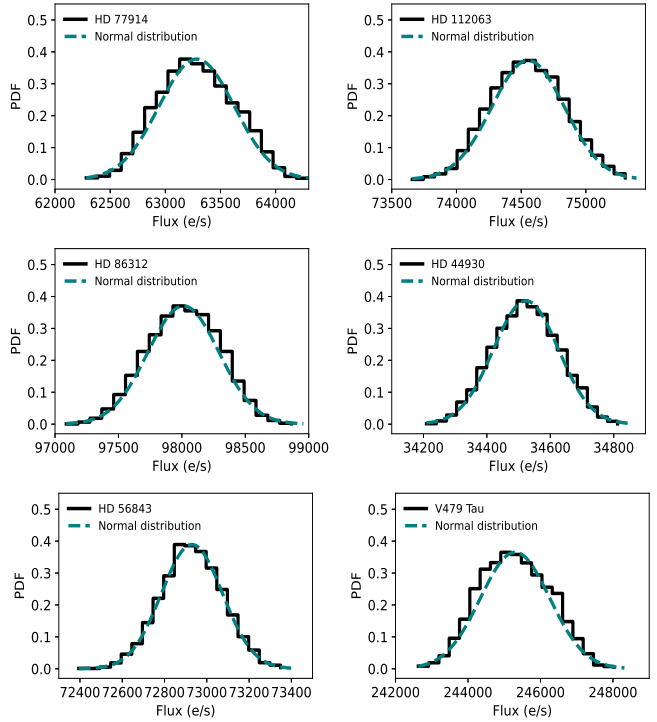 HD 77914
Normal distribution
0.5
0.4
0.3
0.2
0.1
0.0
PDF
62000 62500 63000 63500 64000
Flux (e/s)
HD 112063
Normal distribution
0.5
0.4
0.3
0.2
0.1
0.0
PDF
73500 74000 74500 75000
Flux (e/s)
HD 86312
Normal distribution
0.5
0.4
0.3
0.2
0.1
0.0
PDF
97000 97500 98000 98500 99000
Flux (e/s)
HD 44930
Normal distribution
0.5
0.4
0.3
0.2
0.1
0.0
PDF
34200 34400 34600 34800
Flux (e/s)
HD 56843
Normal distribution
0.5
0.4
0.3
0.2
0.1
0.0
PDF
72400 72600 72800 73000 73200 73400
Flux (e/s)
V479 Tau
Normal distribution
0.5
0.4
0.3
0.2
0.1
0.0
PDF
242000 244000 246000 248000
Flux (e/s)